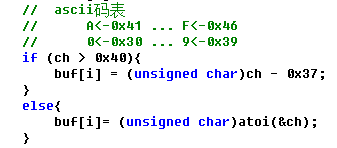 // ascii码表
// A<-0x41 ... F<-0x46
// 0<-0x30 ... 9<-0x39
if (ch > 0x40){
buf[i] = (unsigned char)ch - 0x37;
}
else{
buf[i]= (unsigned char)atoi(&ch);
}